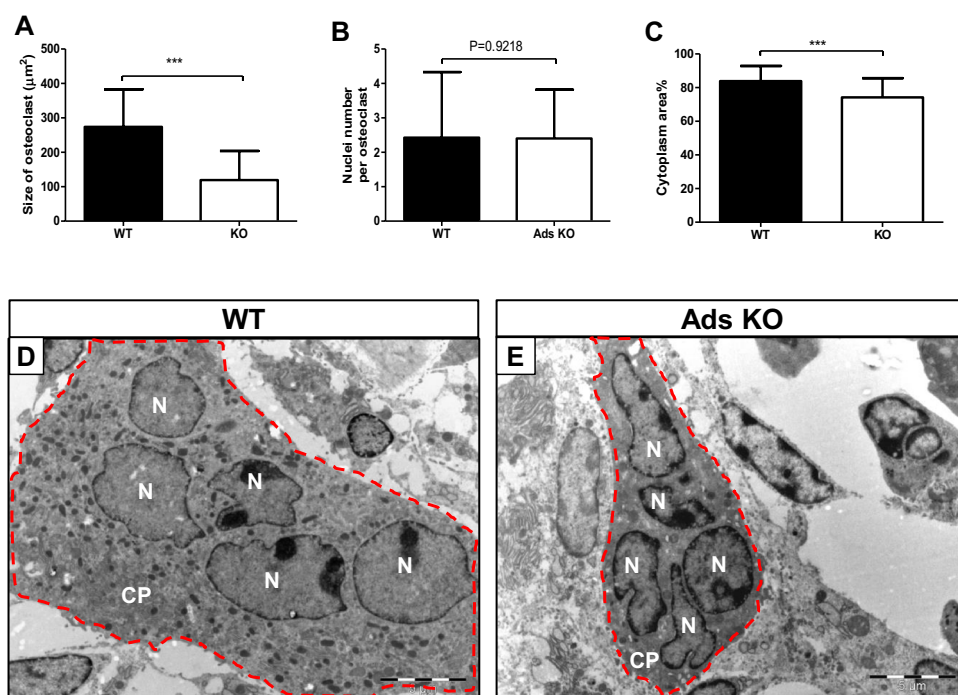 A
Size of osteoclast (μm²)
500
400
300
200
100
0
***
WT
KO
B
Nuclei number
per osteoclast
5
4
3
2
1
0
P=0.9218
WT
Ads KO
C
Cytoplasm area%
100
80
60
40
20
0
***
WT
KO
WT
D
N
N
N
N
N
CP
Ads KO
E
N
N
N
N
N
CP